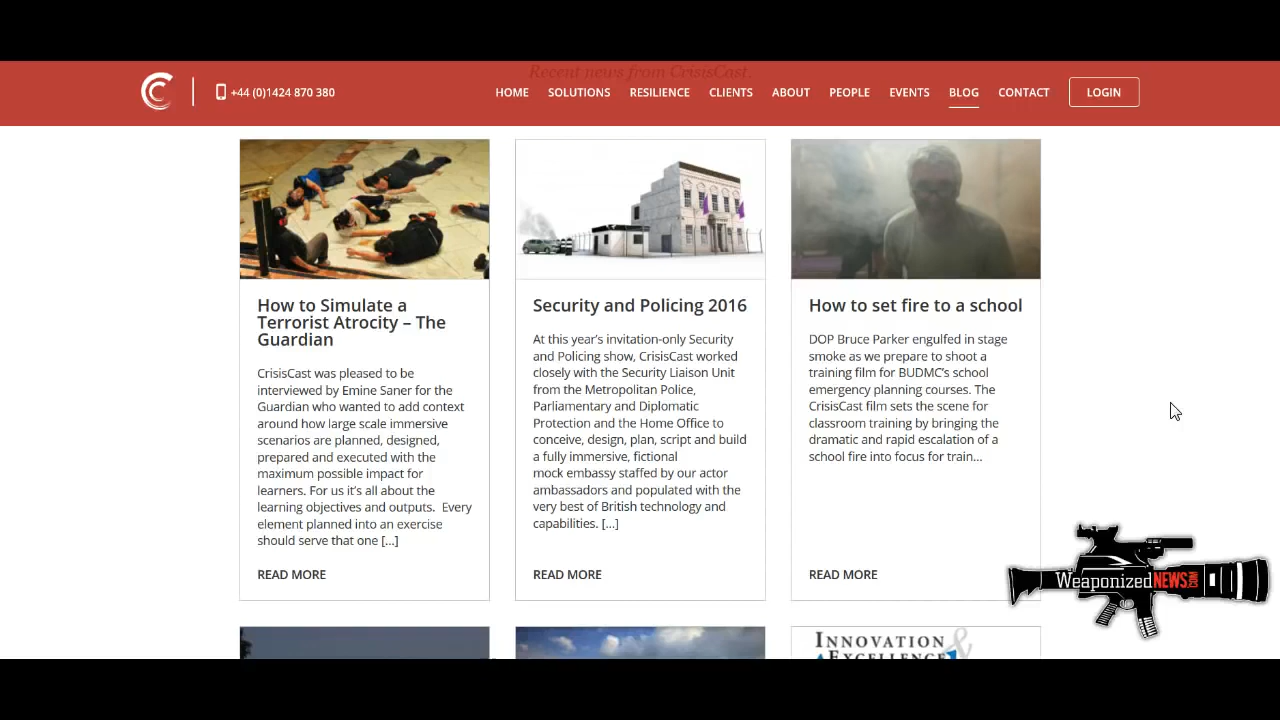 Recent news from CrisisCast.
+44 (0)1424 870 380
HOME SOLUTIONS RESILIENCE CLIENTS ABOUT PEOPLE EVENTS BLOG CONTACT LOGIN
How to Simulate a
Terrorist Atrocity – The
Guardian
CrisisCast was pleased to be
interviewed by Emine Saner for the
Guardian who wanted to add context
around how large scale immersive
scenarios are planned, designed,
prepared and executed with the
maximum possible impact for
learners. For us it’s all about the
learning objectives and outputs.  Every
element planned into an exercise
should serve that one [...]
READ MORE
Security and Policing 2016
At this year’s invitation-only Security
and Policing show, CrisisCast worked
closely with the Security Liaison Unit
from the Metropolitan Police,
Parliamentary and Diplomatic
Protection and the Home Office to
conceive, design, plan, script and build
a fully immersive, fictional
mock embassy staffed by our actor
ambassadors and populated with the
very best of British technology and
capabilities. [...]
READ MORE
How to set fire to a school
DOP Bruce Parker engulfed in stage
smoke as we prepare to shoot a
training film for BUDMC’s school
emergency planning courses. The
CrisisCast film sets the scene for
classroom training by bringing the
dramatic and rapid escalation of a
school fire into focus for train...
READ MORE
WeaponizedNEWS.COM
INNOVATION &
EXCELLENCE